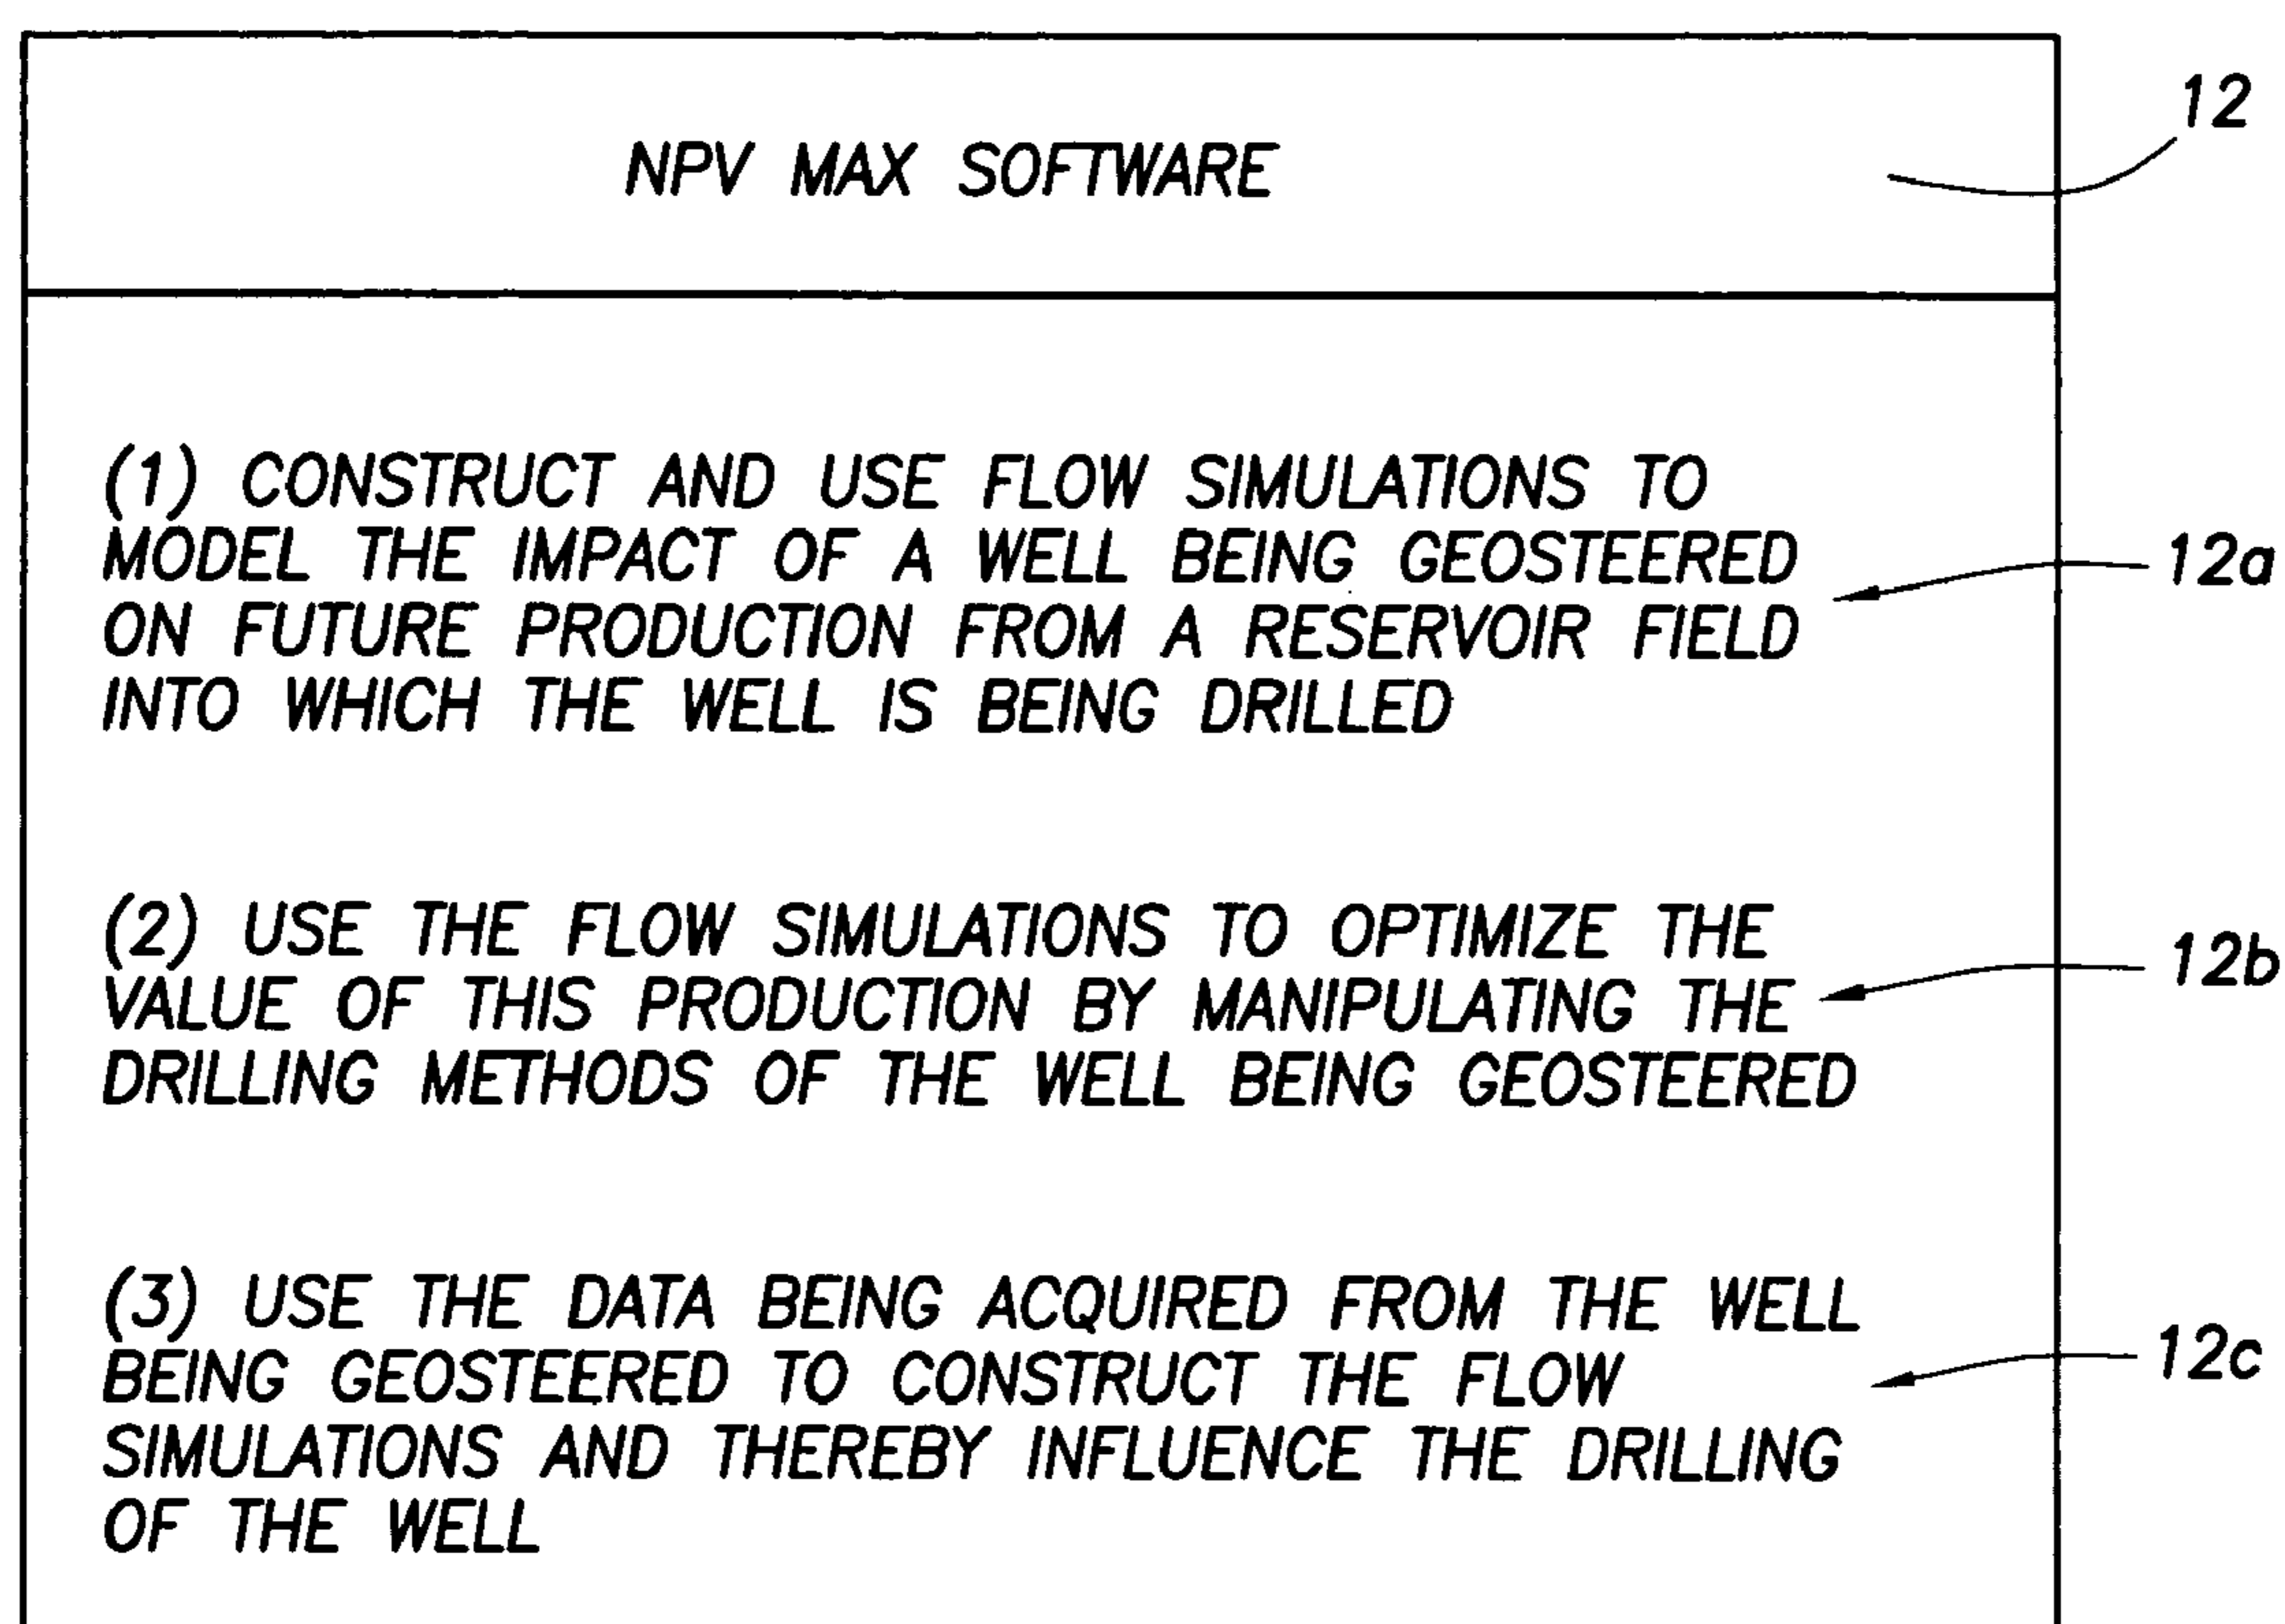 12
NPV MAX SOFTWARE
(1) CONSTRUCT AND USE FLOW SIMULATIONS TO
MODEL THE IMPACT OF A WELL BEING GEOSTEERED
ON FUTURE PRODUCTION FROM A RESERVOIR FIELD
INTO WHICH THE WELL IS BEING DRILLED
12a
(2) USE THE FLOW SIMULATIONS TO OPTIMIZE THE
VALUE OF THIS PRODUCTION BY MANIPULATING THE
DRILLING METHODS OF THE WELL BEING GEOSTEERED
12b
(3) USE THE DATA BEING ACQUIRED FROM THE WELL
BEING GEOSTEERED TO CONSTRUCT THE FLOW
SIMULATIONS AND THEREBY INFLUENCE THE DRILLING
OF THE WELL
12c